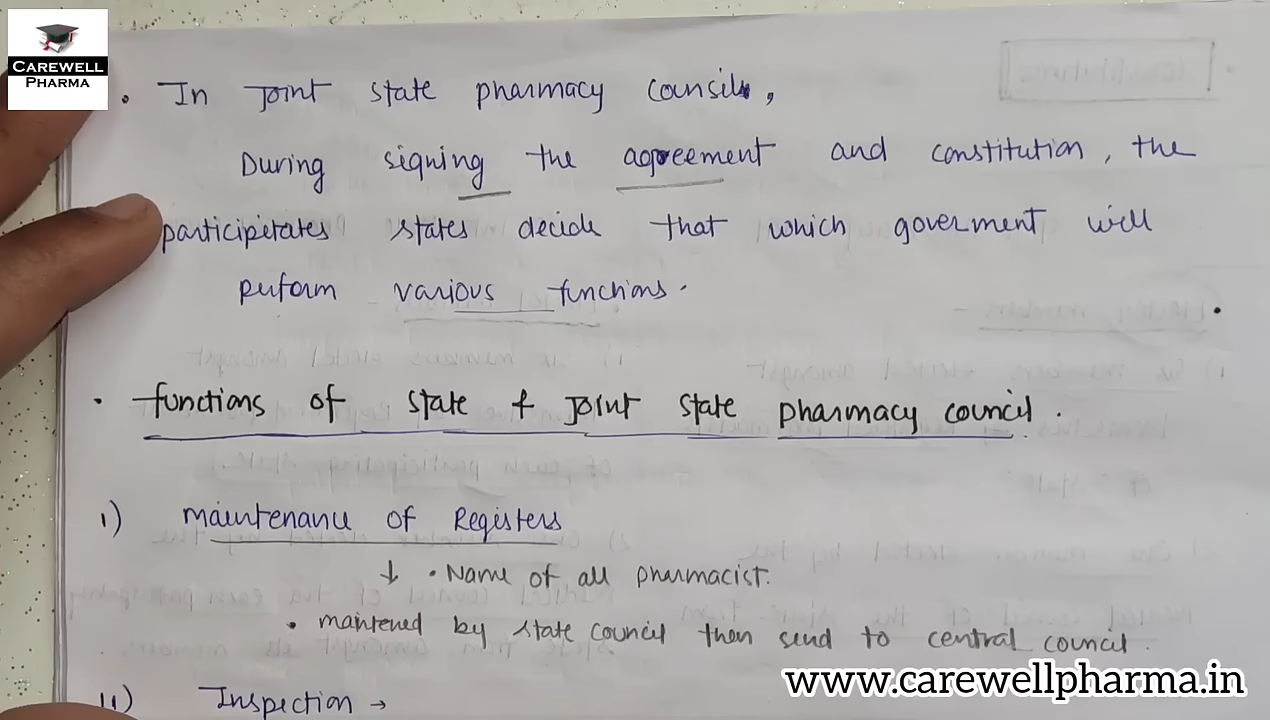 CAREWELL
PHARMA
• In Joint state pharmacy counsil,
During signing the agreement and constitution, the
participitates states decide that which goverment will
perform various functions.
• functions of state & Joint state pharmacy council.
i) Maintenance of Registers
↓ • Name of all pharmacist.
• maintened by state council then send to central council.
ii) Inspection →
www.carewellpharma.in